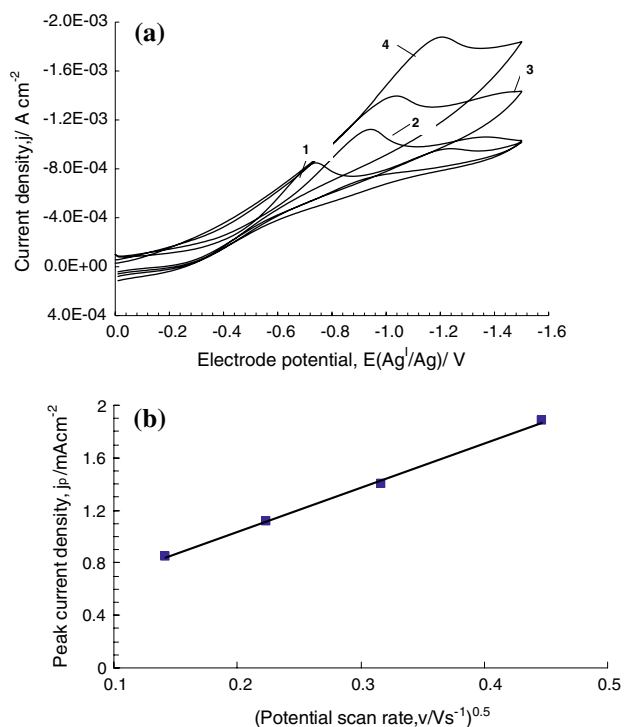 (a)
-2.0E-03
-1.6E-03
-1.2E-03
-8.0E-04
-4.0E-04
0.0E+00
4.0E-04
Current density,j/ A cm-2
4
3
2
1
0.0 -0.2 -0.4 -0.6 -0.8 -1.0 -1.2 -1.4 -1.6
Electrode potential, E(AgI/Ag)/ V
(b)
2
1.6
1.2
0.8
0.4
0
Peak current density, jp/mAcm-2
0.1 0.2 0.3 0.4 0.5
(Potential scan rate,v/Vs-1)0.5